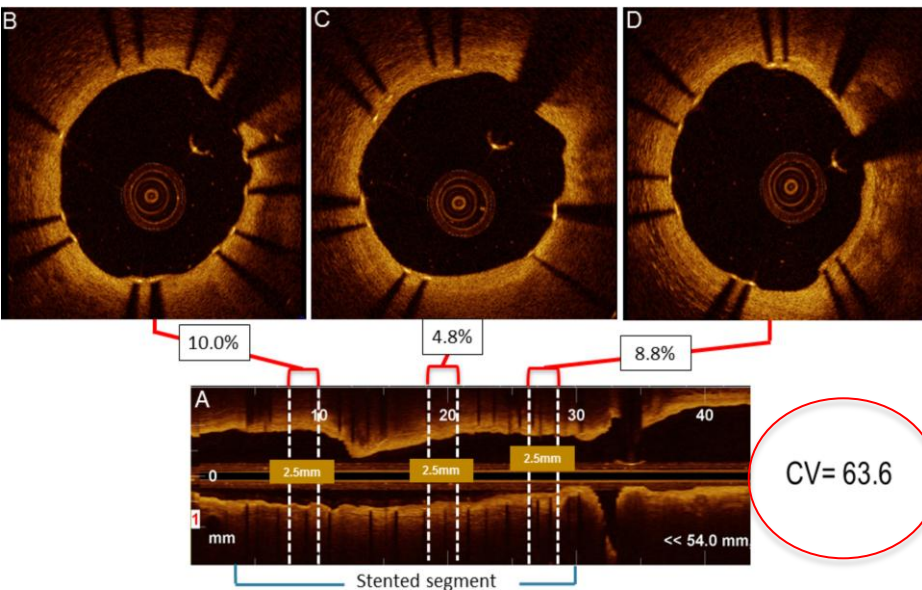 B
C
D
10.0%
4.8%
8.8%
A
10
20
30
40
0
2.5mm
2.5mm
2.5mm
CV= 63.6
1
mm
<< 54.0 mm
Stented segment